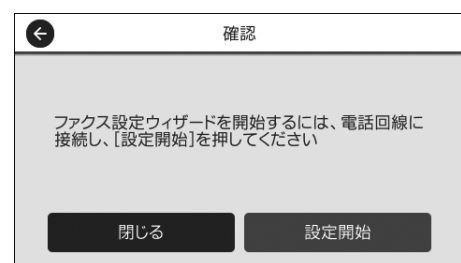 確認
ファクス設定ウィザードを開始するには、電話回線に
接続し、[設定開始]を押してください
閉じる
設定開始